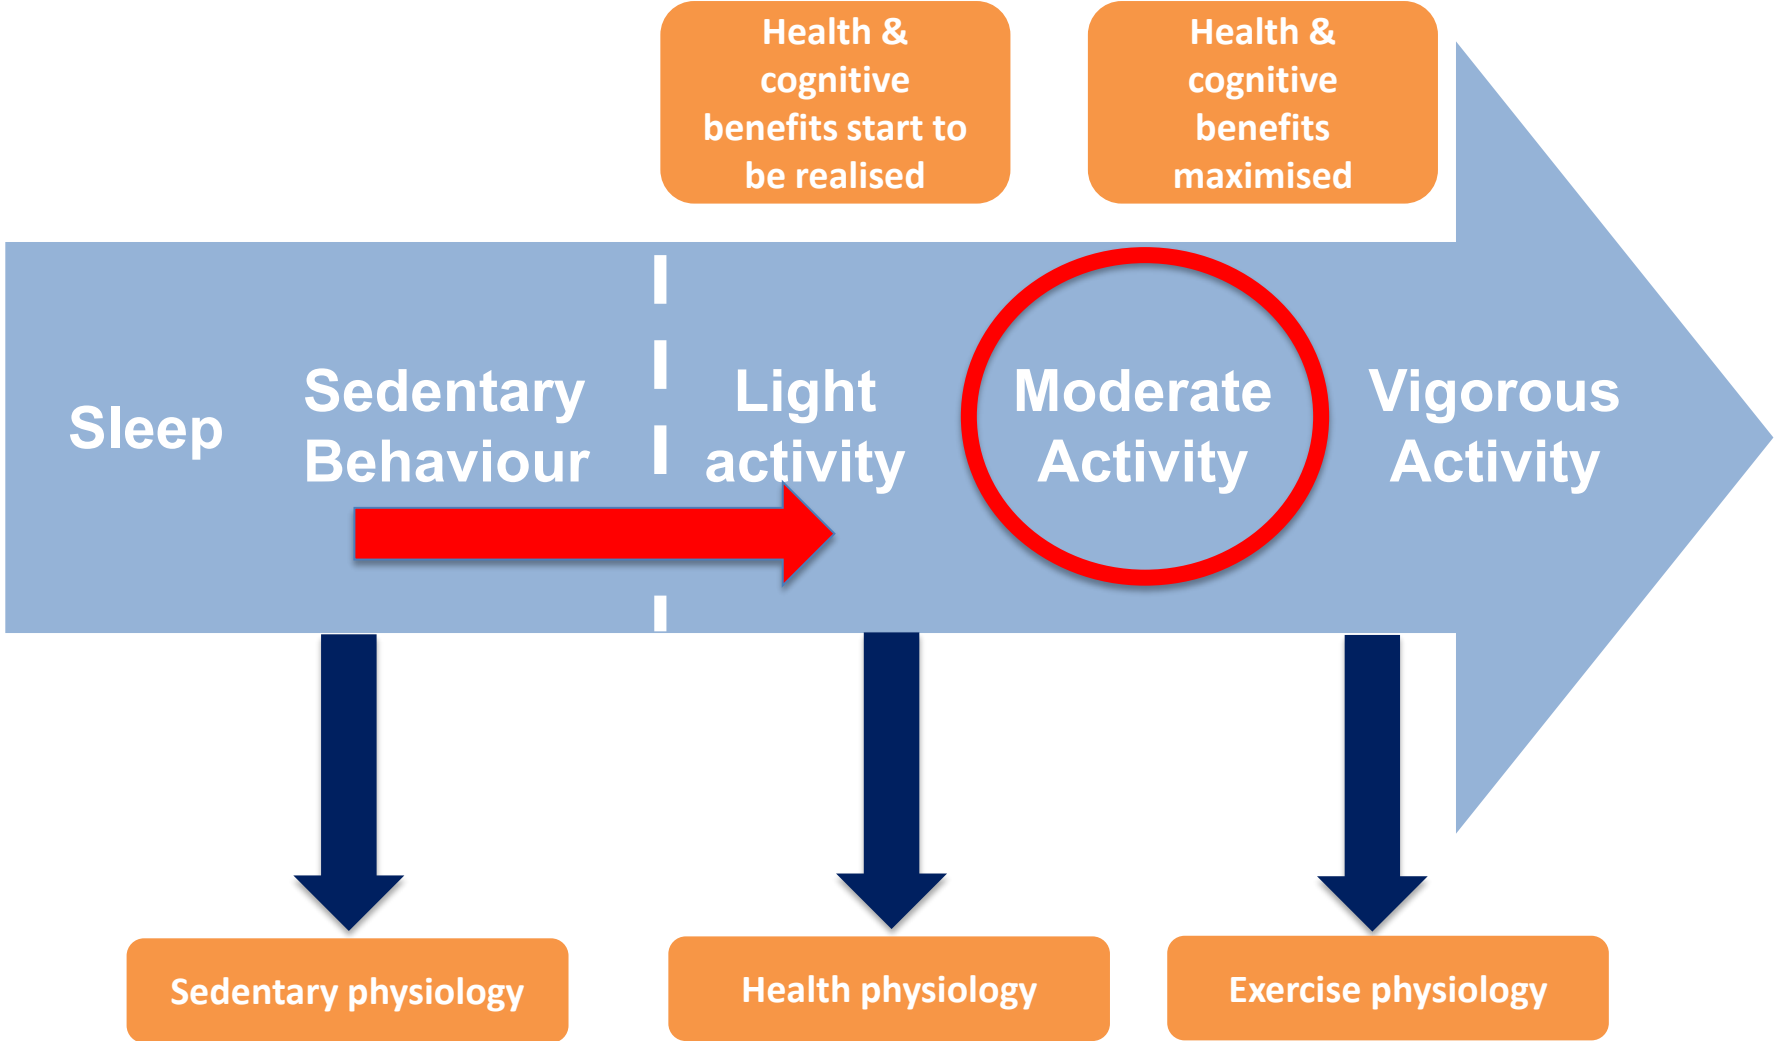 Health &
cognitive
benefits start to
be realised
Health &
cognitive
benefits
maximised
Sleep
Sedentary
Behaviour
Light
activity
Moderate
Activity
Vigorous
Activity
Sedentary physiology
Health physiology
Exercise physiology